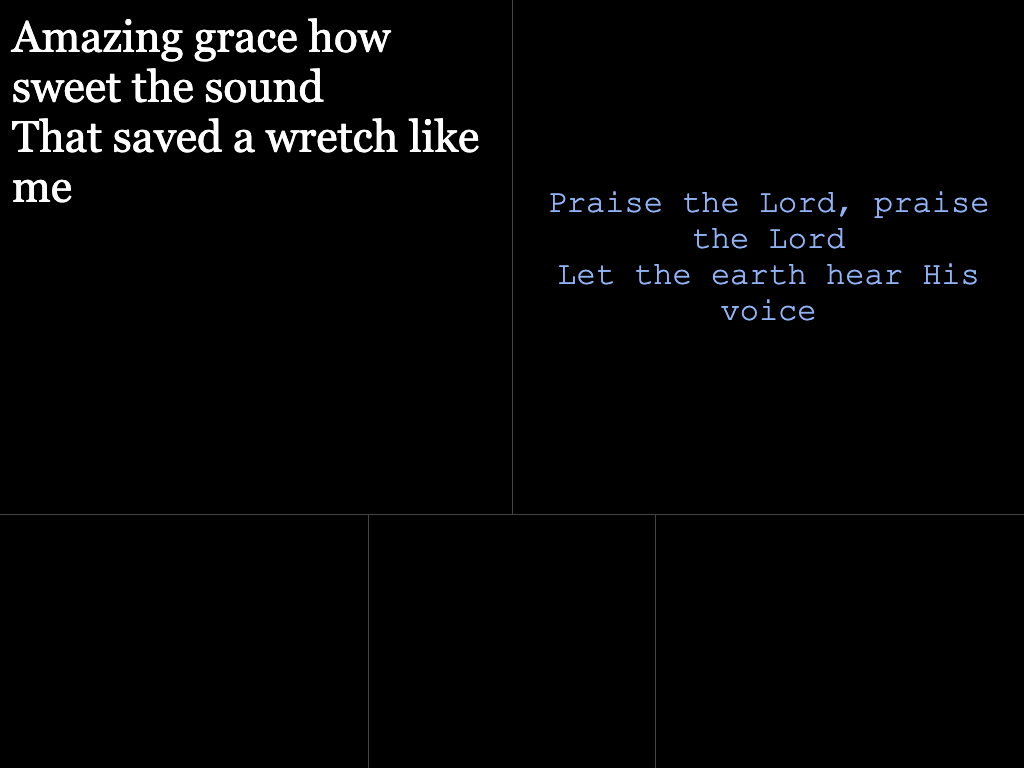 Amazing grace how
sweet the sound
That saved a wretch like
me
Praise the Lord, praise
the Lord
Let the earth hear His
voice